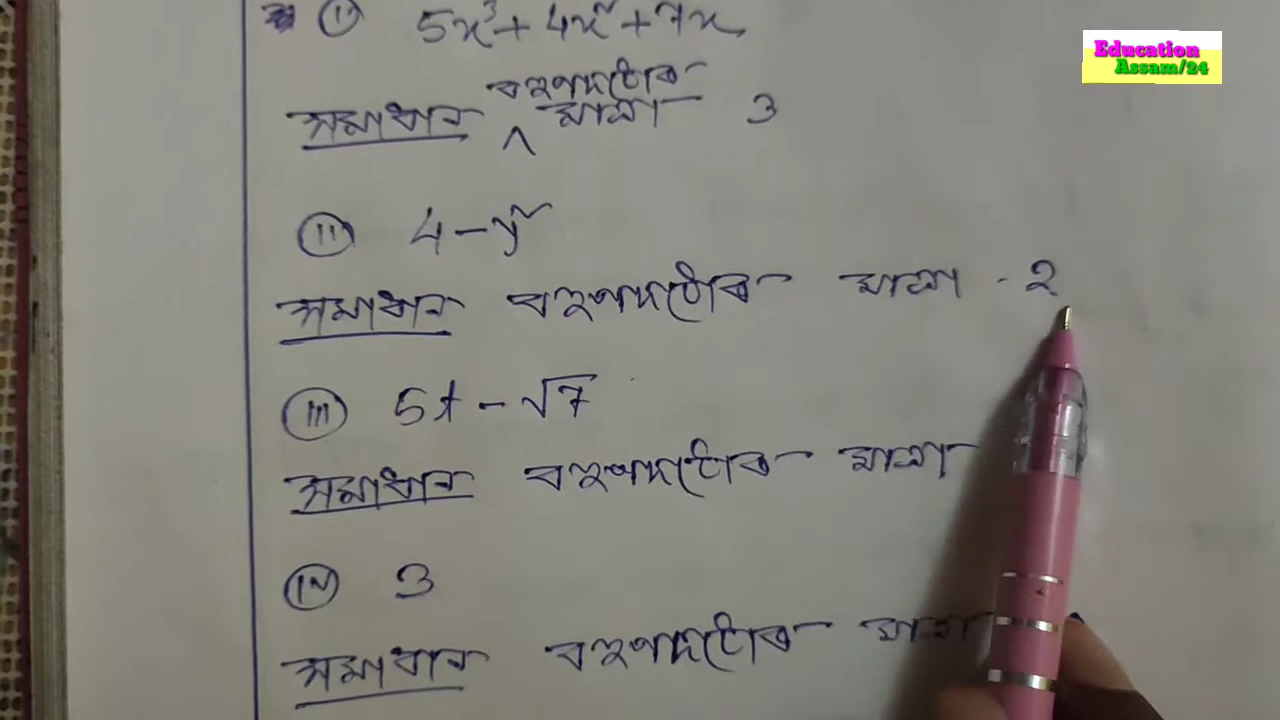 (i) 5x³ + 4x² + 7x
Education
Assam/24
বহুপদটোৰ
সমাধান ^ মাত্ৰা 3
(ii) 4 - y²
সমাধান বহুপদটোৰ মাত্ৰা - 2
(iii) 5t - √7
সমাধান বহুপদটোৰ মাত্ৰা
(iv) 3
সমাধান বহুপদটোৰ মাত্ৰা